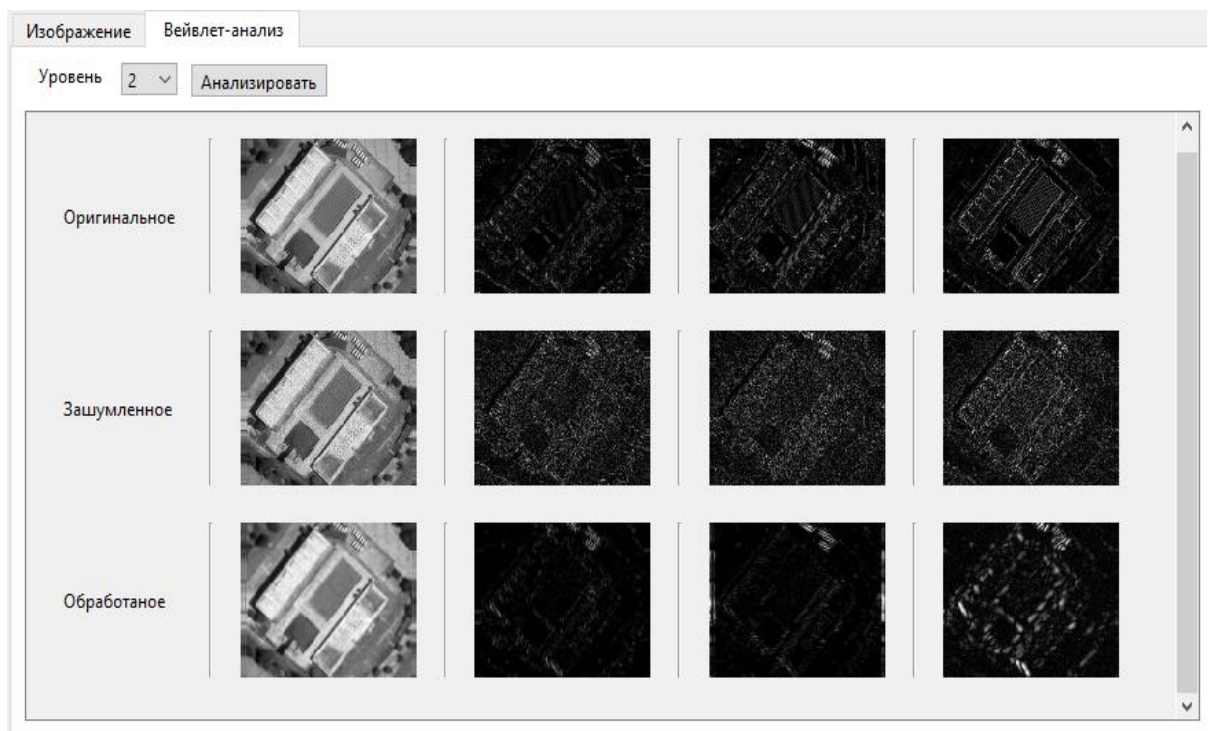 Изображение Вейвлет-анализ
Уровень 2 Анализировать
Оригинальное
Зашумленное
Обработаное